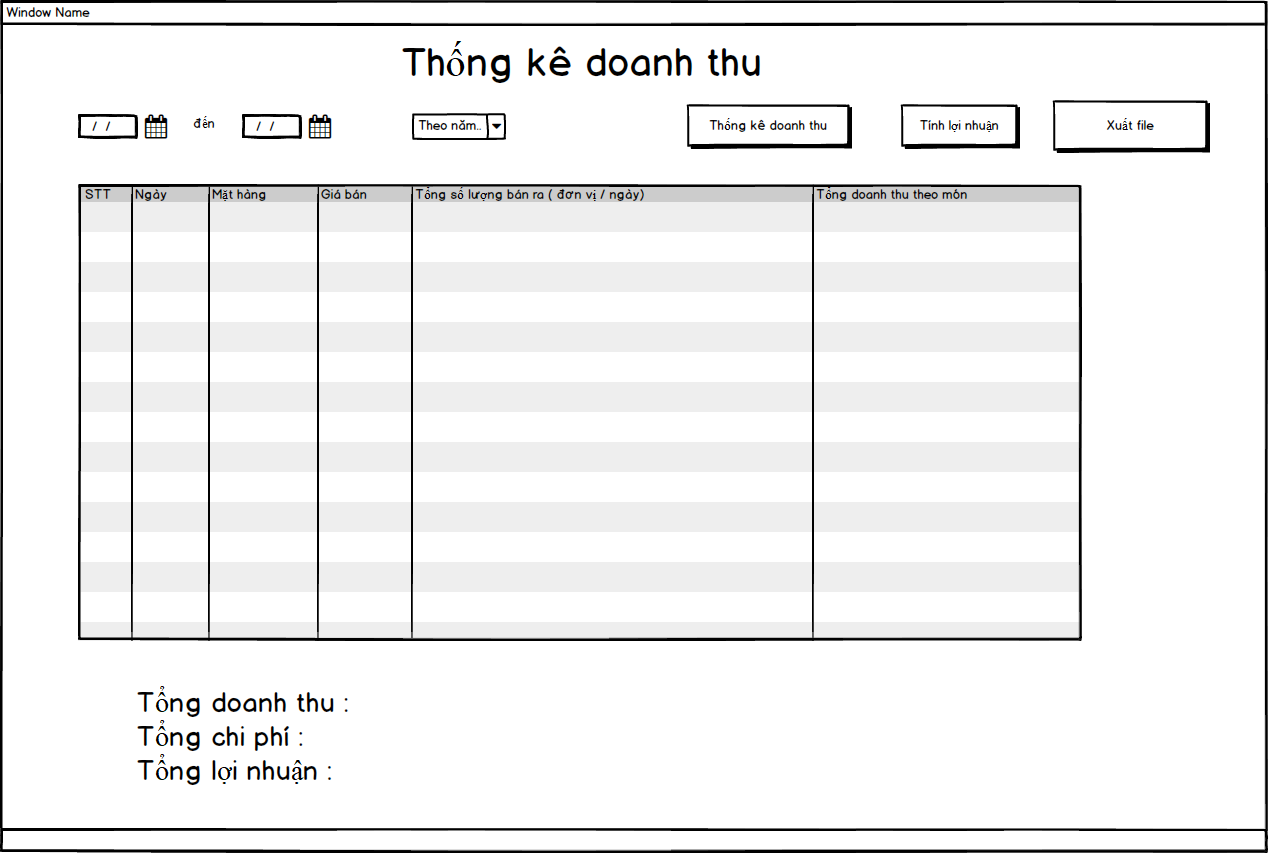 Window Name
Thống kê doanh thu
/ / đến / / Theo năm.. Thống kê doanh thu Tính lợi nhuận Xuất file
STT Ngày Mặt hàng Giá bán Tổng số lượng bán ra ( đơn vị / ngày) Tổng doanh thu theo món
Tổng doanh thu :
Tổng chi phí :
Tổng lợi nhuận :